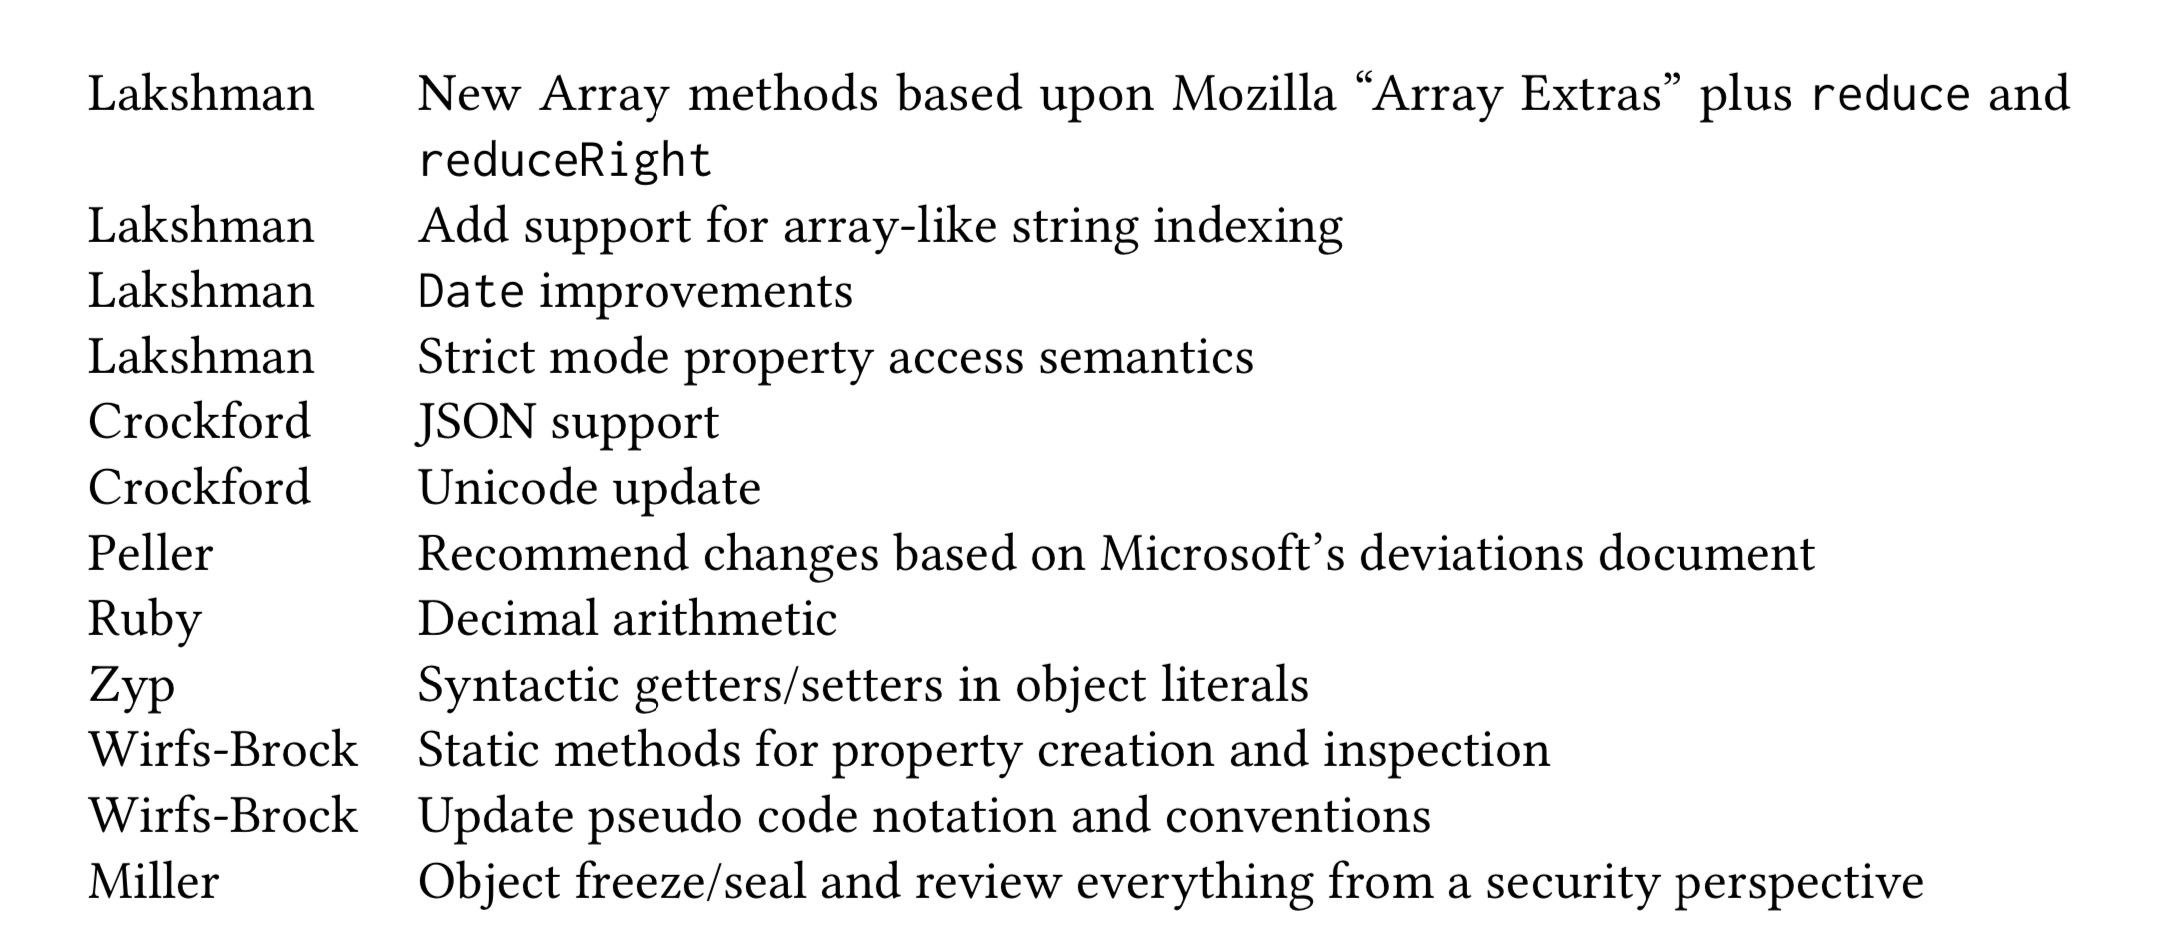 Lakshman New Array methods based upon Mozilla “Array Extras” plus reduce and
reduceRight
Lakshman Add support for array-like string indexing
Lakshman Date improvements
Lakshman Strict mode property access semantics
Crockford JSON support
Crockford Unicode update
Peller Recommend changes based on Microsoft’s deviations document
Ruby Decimal arithmetic
Zyp Syntactic getters/setters in object literals
Wirfs-Brock Static methods for property creation and inspection
Wirfs-Brock Update pseudo code notation and conventions
Miller Object freeze/seal and review everything from a security perspective